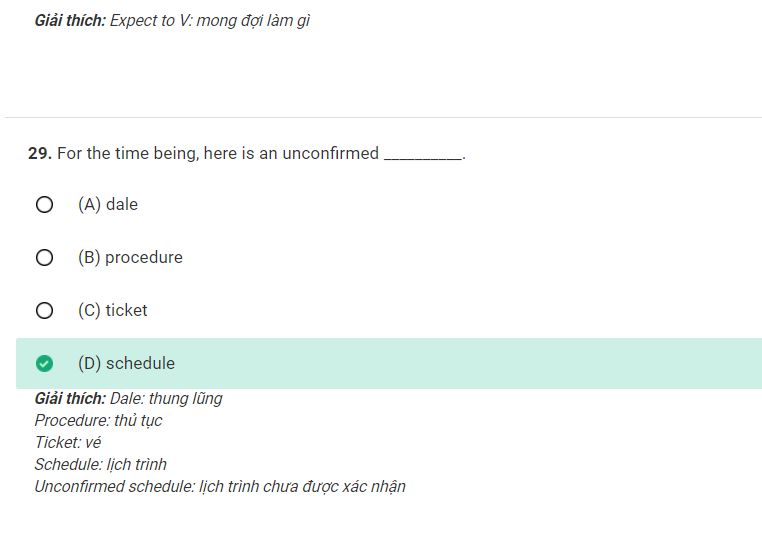 Giải thích: Expect to V: mong đợi làm gì
29. For the time being, here is an unconfirmed __________.
(A) dale
(B) procedure
(C) ticket
(D) schedule
Giải thích: Dale: thung lũng
Procedure: thủ tục
Ticket: vé
Schedule: lịch trình
Unconfirmed schedule: lịch trình chưa được xác nhận